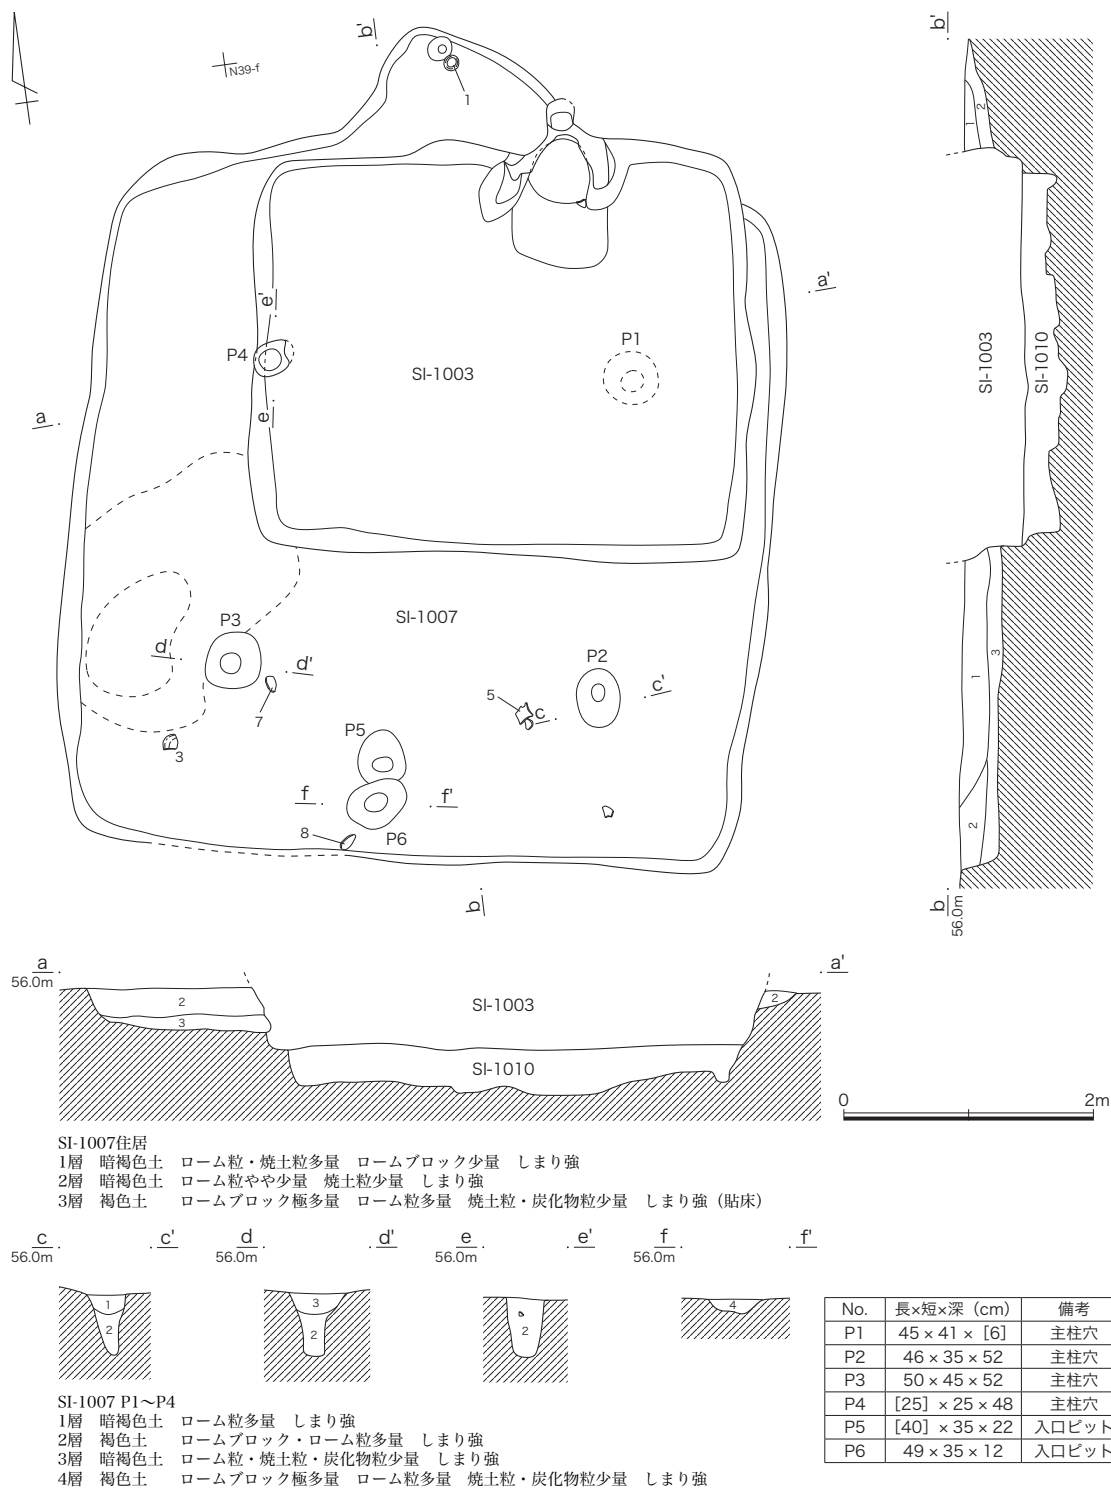 b'
N39-f
1
b'
1
2
a'
e'
P4
P1
SI-1003
SI-1003
SI-1010
a
e
P3
SI-1007
P2
d
d'
c'
5
c
7
3
1
P5
3
f
f'
8
P6
2
b
b
56.0m
a
56.0m
a'
2
3
SI-1003
2
SI-1010
0
2m
SI-1007住居
1層 暗褐色土 ローム粒・焼土粒多量 ロームブロック少量 しまり強
2層 暗褐色土 ローム粒やや少量 焼土粒少量 しまり強
3層 褐色土 ロームブロック極多量 ローム粒多量 焼土粒・炭化物粒少量 しまり強（貼床）
c
56.0m
c'
d
56.0m
d'
e
56.0m
e'
f
56.0m
f'
1
2
3
2
2
4
No. 長×短×深（cm） 備考
P1 45×41×［6］ 主柱穴
P2 46×35×52 主柱穴
P3 50×45×52 主柱穴
P4 ［25］×25×48 主柱穴
P5 ［40］×35×22 入口ピット
P6 49×35×12 入口ピット
SI-1007 P1～P4
1層 暗褐色土 ローム粒多量 しまり強
2層 褐色土 ロームブロック・ローム粒多量 しまり強
3層 暗褐色土 ローム粒・焼土粒・炭化物粒少量 しまり強
4層 褐色土 ロームブロック極多量 ローム粒多量 焼土粒・炭化物粒少量 しまり強